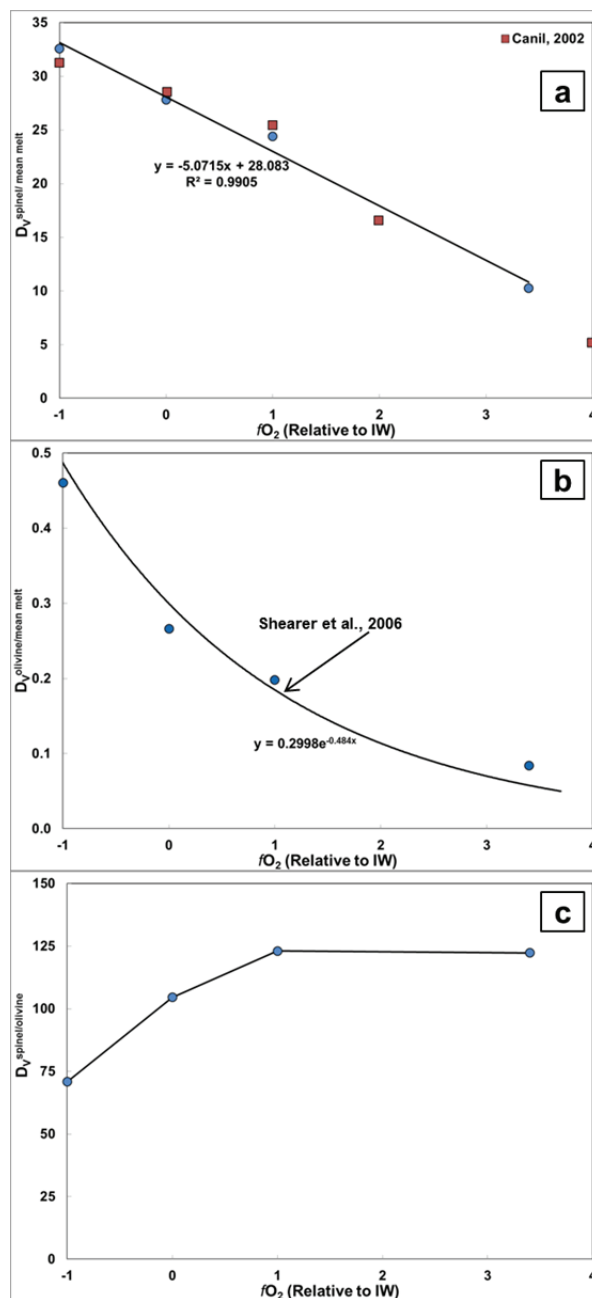 35
30
25
20
15
10
5
0
D_V^spinel/ mean melt
Canil, 2002
a
y = -5.0715x + 28.083
R² = 0.9905
-1 0 1 2 3 4
fO₂ (Relative to IW)
0.5
0.4
0.3
0.2
0.1
0.0
D_V^olivine/mean melt
b
Shearer et al., 2006
y = 0.2998e^-0.484x
-1 0 1 2 3 4
fO₂ (Relative to IW)
150
125
100
75
50
25
0
D_V^spinel/olivine
c
-1 0 1 2 3 4
fO₂ (Relative to IW)